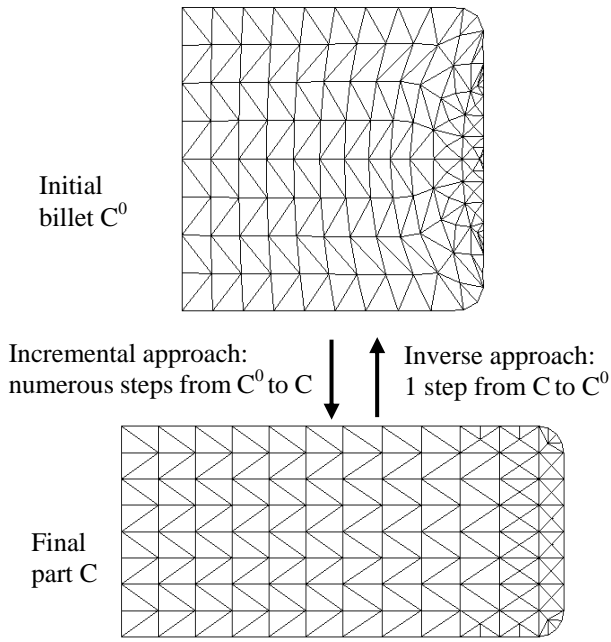 Initial
billet C⁰
Incremental approach:
numerous steps from C⁰ to C
Inverse approach:
1 step from C to C⁰
Final
part C